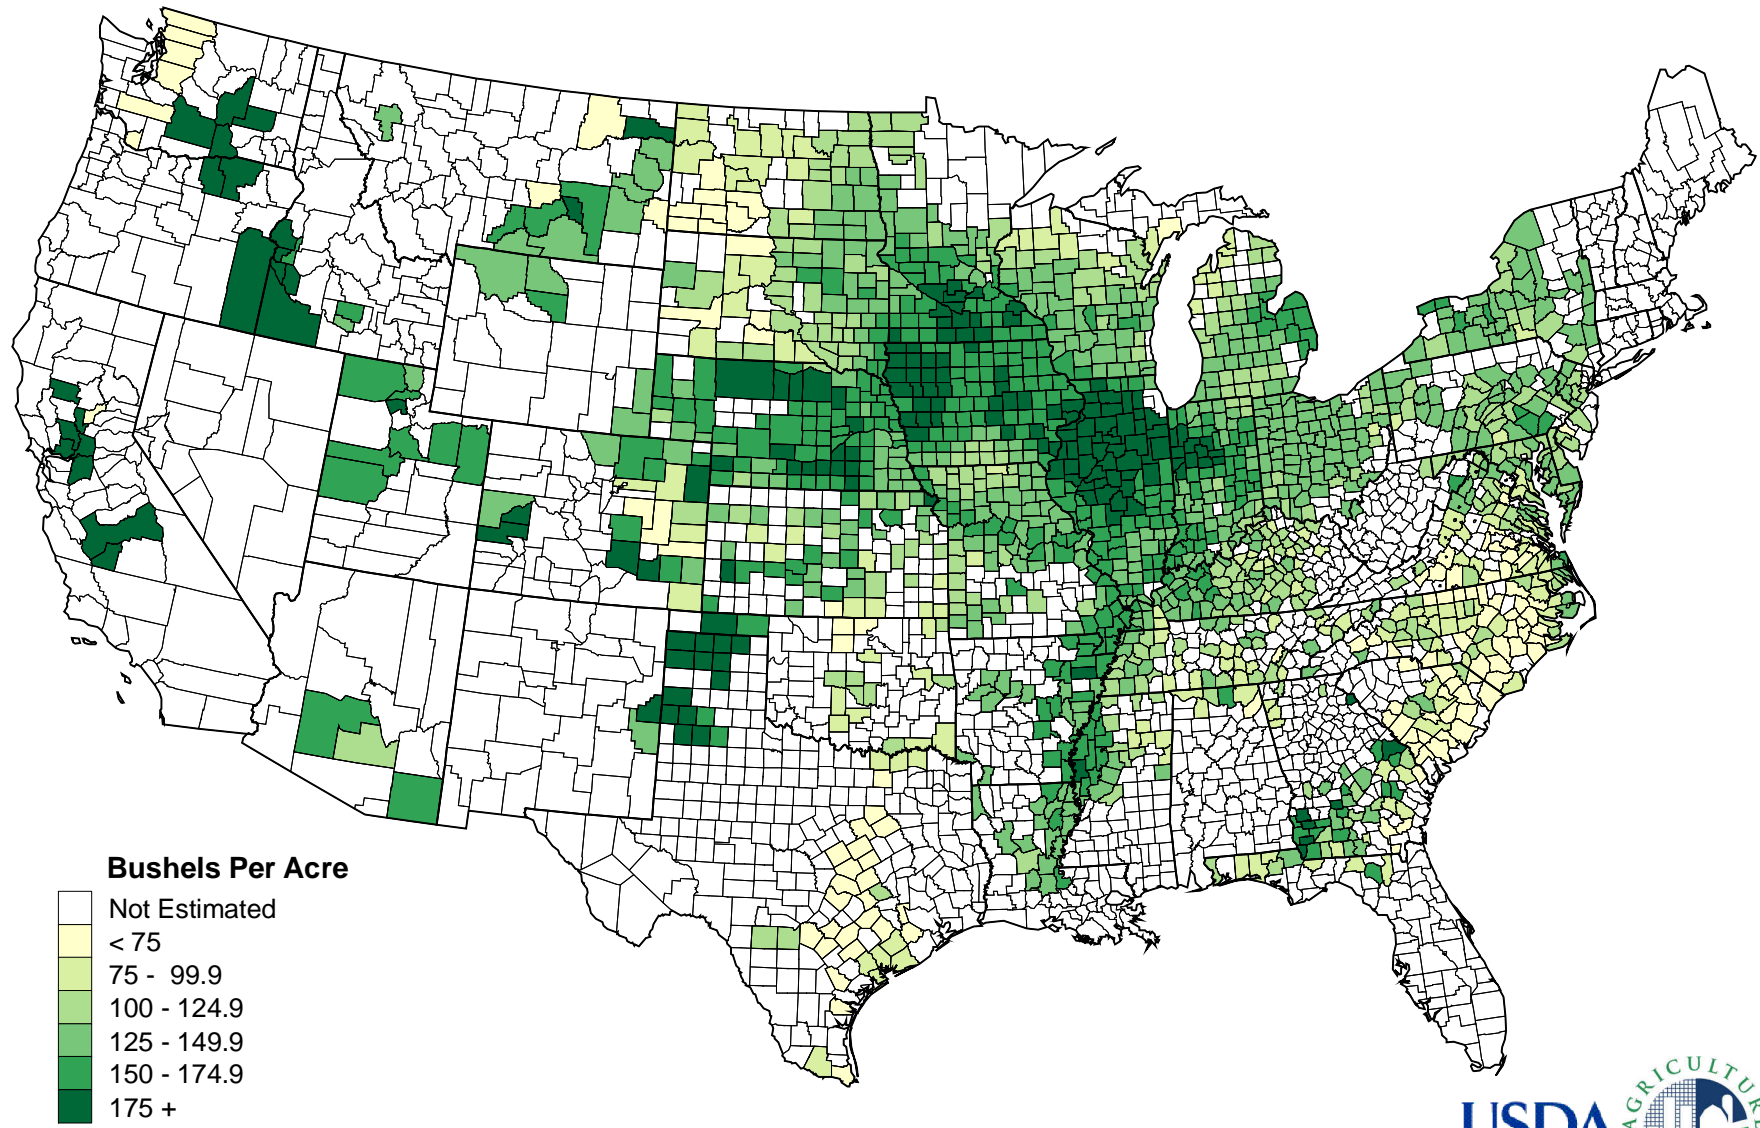 Bushels Per Acre
Not Estimated
< 75
75 - 99.9
100 - 124.9
125 - 149.9
150 - 174.9
175 +
USDA
AGRICULTURE